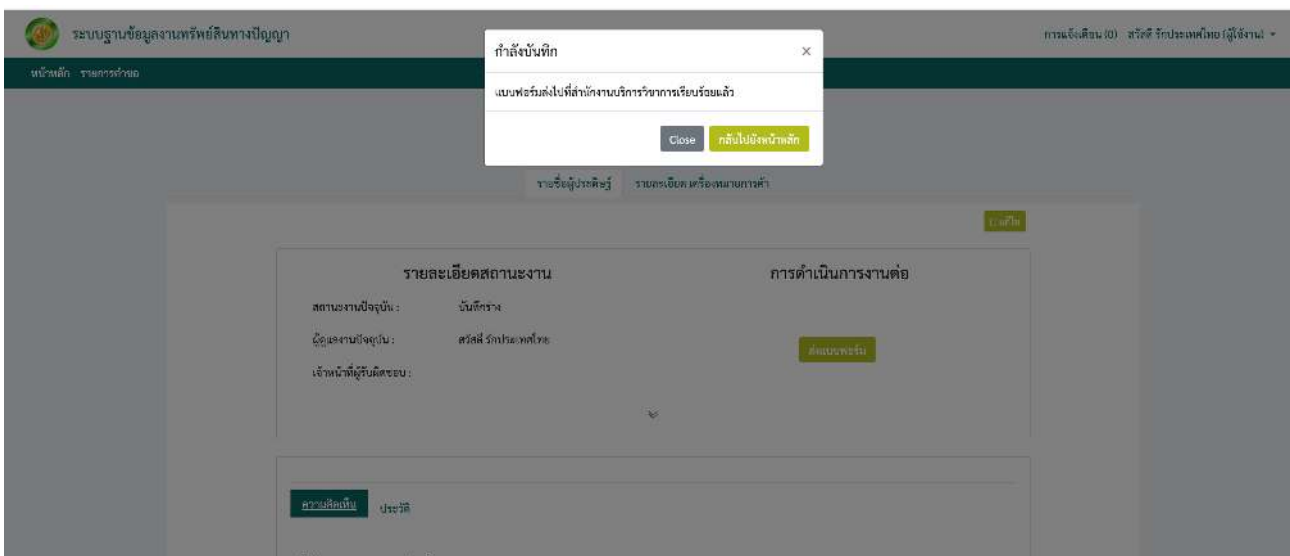 ระบบฐานข้อมูลงานทรัพย์สินทางปัญญา
การแจ้งเตือน (0) สวัสดี รักประเทศไทย (ผู้ใช้งาน)
หน้าหลัก รายการคำขอ
กำลังบันทึก ×
แบบฟอร์มส่งไปที่สำนักงานบริการวิชาการเรียบร้อยแล้ว
Close กลับไปยังหน้าหลัก
รายชื่อผู้ประดิษฐ์ รายละเอียด เครื่องหมายการค้า
แก้ไข
รายละเอียดสถานะงาน การดำเนินการงานต่อ
สถานะงานปัจจุบัน : บันทึกร่าง
ผู้ดูแลงานปัจจุบัน : สวัสดี รักประเทศไทย
ส่งแบบฟอร์ม
เจ้าหน้าที่ผู้รับผิดชอบ :
ความคิดเห็น ประวัติ